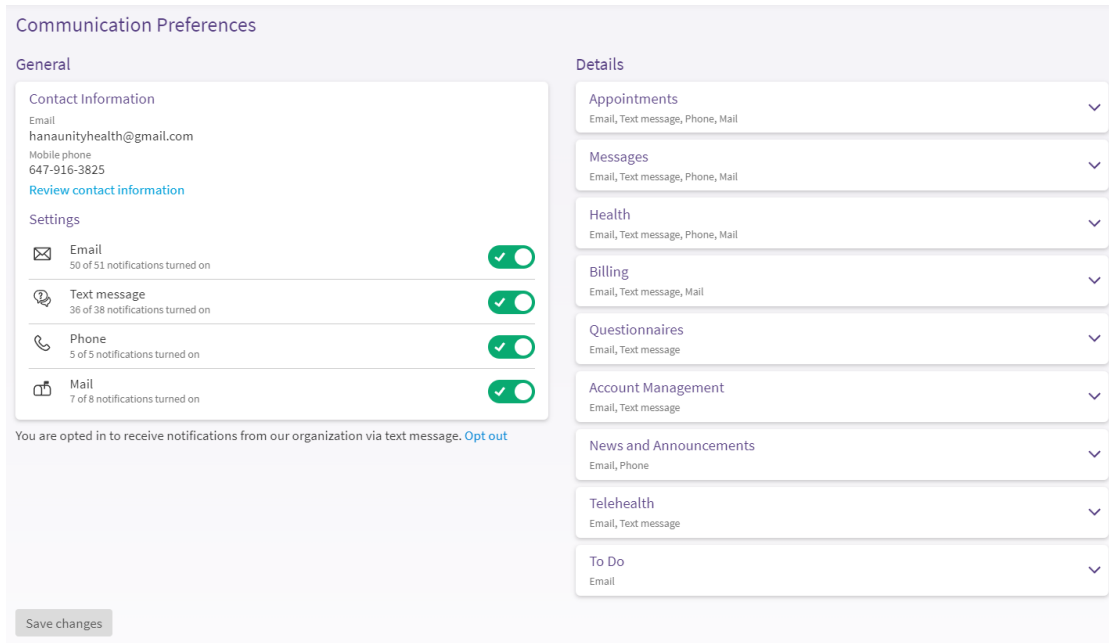 Communication Preferences
General
Contact Information
Email
hanaunityhealth@gmail.com
Mobile phone
647-916-3825
Review contact information
Settings
Email
50 of 51 notifications turned on
Text message
36 of 38 notifications turned on
Phone
5 of 5 notifications turned on
Mail
7 of 8 notifications turned on
You are opted in to receive notifications from our organization via text message. Opt out
Details
Appointments
Email, Text message, Phone, Mail
Messages
Email, Text message, Phone, Mail
Health
Email, Text message, Phone, Mail
Billing
Email, Text message, Mail
Questionnaires
Email, Text message
Account Management
Email, Text message
News and Announcements
Email, Phone
Telehealth
Email, Text message
To Do
Email
Save changes